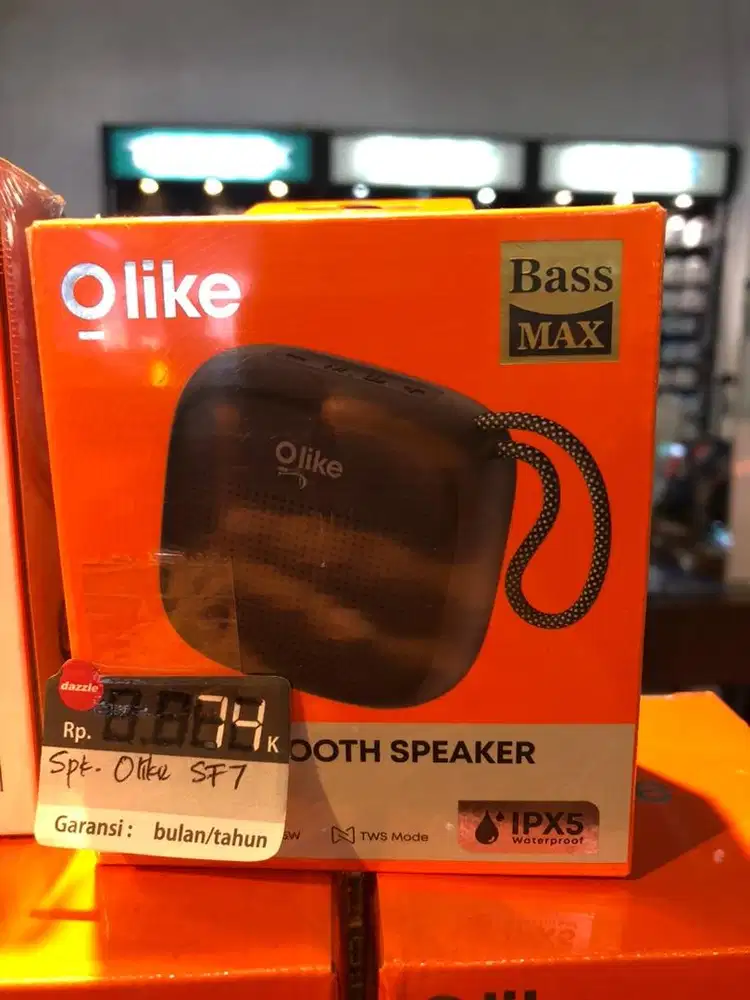 Olike
Bass
MAX
Olike
dazzle
Rp. 74 K
Spk. Olike SF7
Garansi : bulan/tahun
OOTH SPEAKER
5W
TWS Mode
IPX5
Waterproof